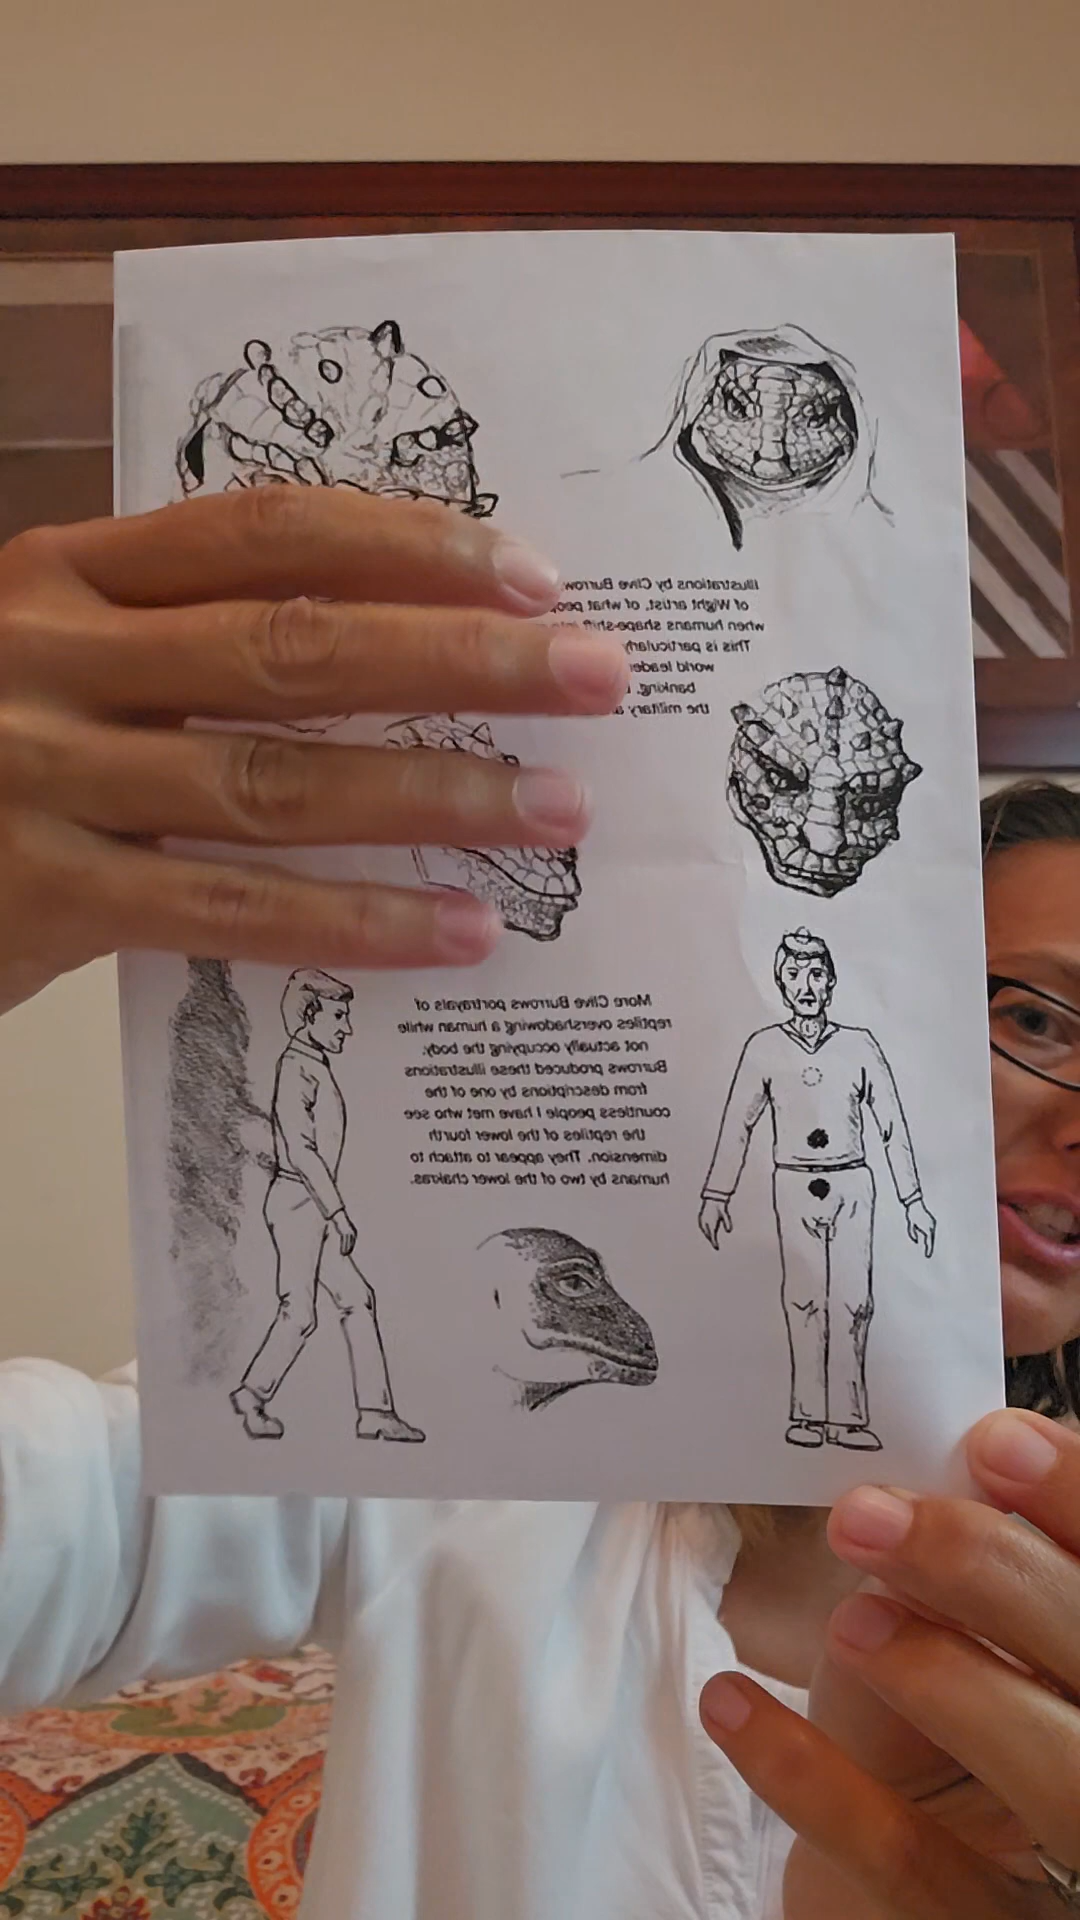 Illustrations by Clive
of Wight artist, of what
when humans shape-shift
This is particularly
world
banking,
the military
More Clive Burrows portrayals of
reptiles overshadowing a human while
not actually occupying the body.
Burrows produced these illustrations
from descriptions by one of the
countless people I have met who see
the reptiles of the lower fourth
dimension. They appear to attach to
humans by two of the lower chakras.